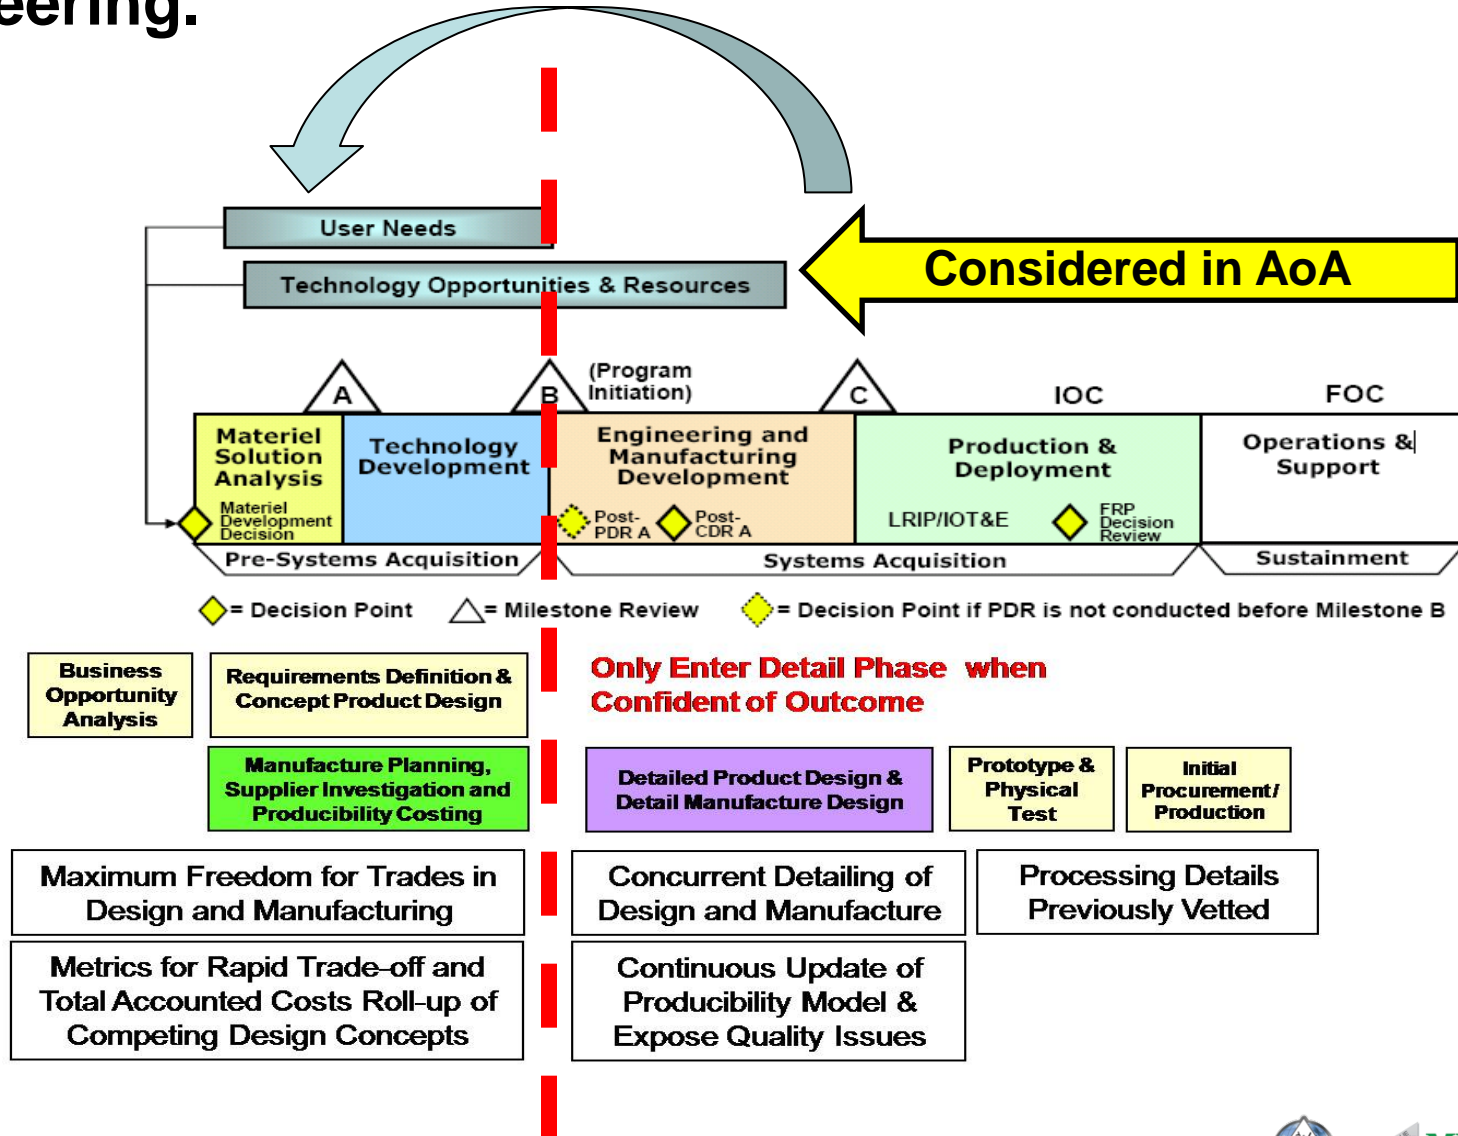 eering.
User Needs
Technology Opportunities & Resources
Considered in AoA
A
B
(Program
Initiation)
C
IOC
FOC
Materiel
Solution
Analysis
Technology
Development
Engineering and
Manufacturing
Development
Production &
Deployment
Operations &
Support
Materiel
Development
Decision
Post-
PDR A
Post-
CDR A
LRIP/IOT&E
FRP
Decision
Review
Pre-Systems Acquisition
Systems Acquisition
Sustainment
= Decision Point
= Milestone Review
= Decision Point if PDR is not conducted before Milestone B
Business
Opportunity
Analysis
Requirements Definition &
Concept Product Design
Only Enter Detail Phase when
Confident of Outcome
Manufacture Planning,
Supplier Investigation and
Producibility Costing
Detailed Product Design &
Detail Manufacture Design
Prototype &
Physical
Test
Initial
Procurement/
Production
Maximum Freedom for Trades in
Design and Manufacturing
Concurrent Detailing of
Design and Manufacture
Processing Details
Previously Vetted
Metrics for Rapid Trade-off and
Total Accounted Costs Roll-up of
Competing Design Concepts
Continuous Update of
Producibility Model &
Expose Quality Issues